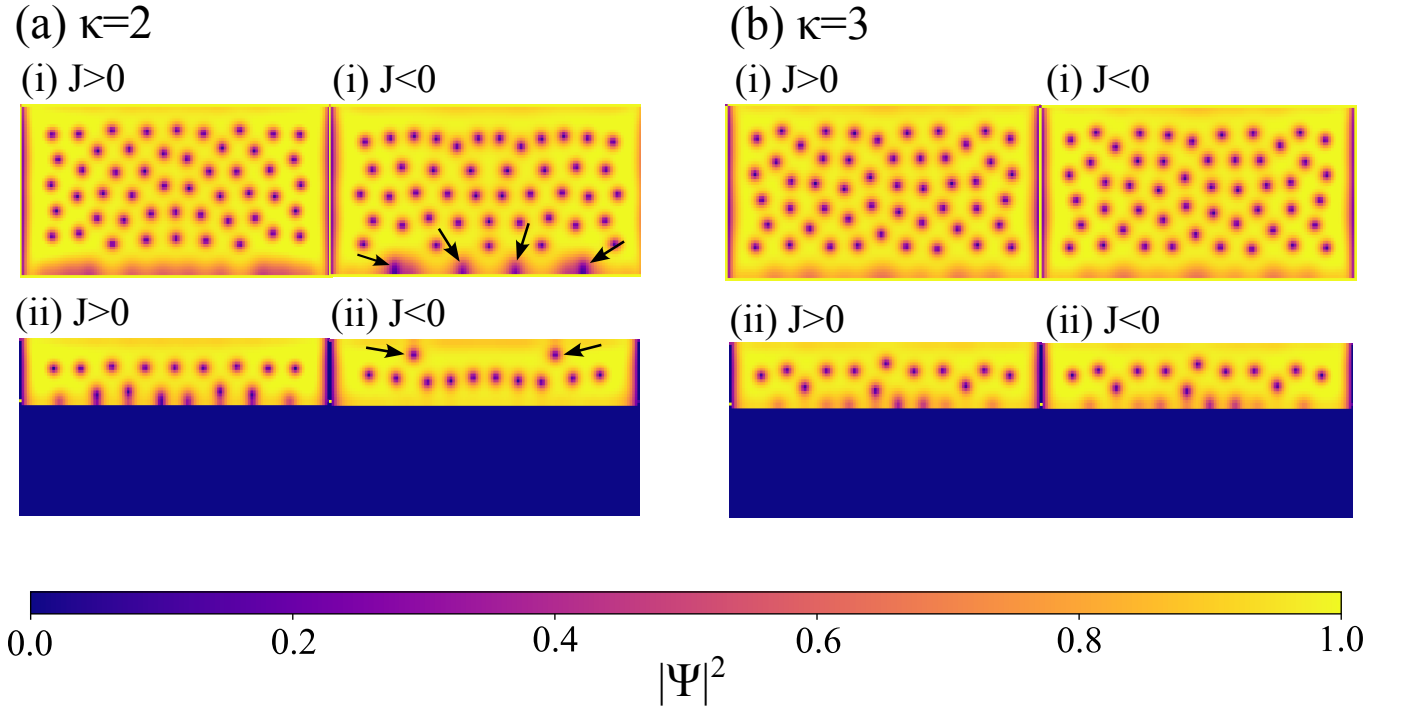 (a) κ=2
(b) κ=3
(i) J>0
(i) J<0
(i) J>0
(i) J<0
(ii) J>0
(ii) J<0
(ii) J>0
(ii) J<0
0.0 0.2 0.4 0.6 0.8 1.0
|Ψ|²